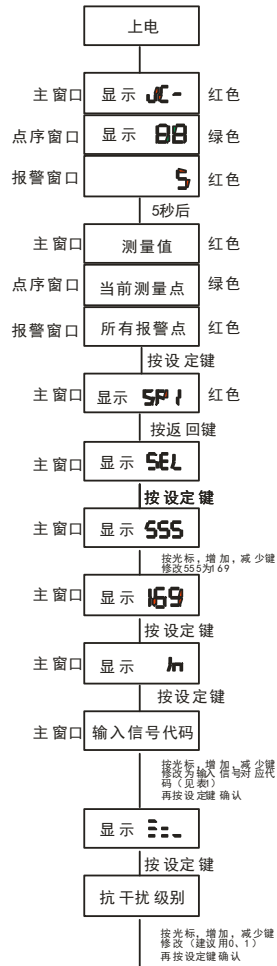 上电
主窗口 显示 JC- 红色
点序窗口 显示 88 绿色
报警窗口 5 红色
5秒后
主窗口 测量值 红色
点序窗口 当前测量点 绿色
报警窗口 所有报警点 红色
按设定键
主窗口 显示 SP1 红色
按返回键
主窗口 显示 SEL
按设定键
主窗口 显示 555
按光标，增加，减少键
修改555为169
主窗口 显示 169
按设定键
主窗口 显示 In
按设定键
主窗口 输入信号代码
按光标，增加，减少键
修改为输入信号对应代
码（见表1）
再按设定键确认
显示
按设定键
抗干扰级别
按光标，增加，减少键
修改（建议用0、1）
再按设定键确认